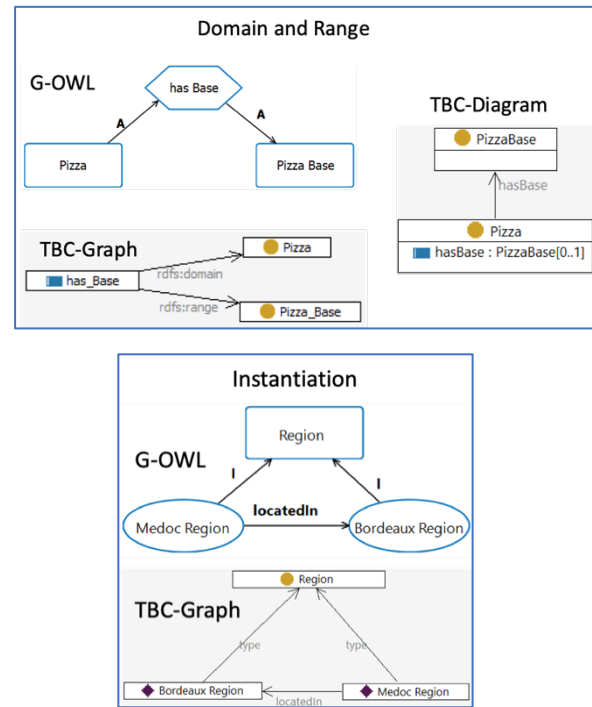 Domain and Range
G-OWL
has Base
A
A
Pizza
Pizza Base
TBC-Diagram
PizzaBase
hasBase
Pizza
hasBase : PizzaBase[0..1]
TBC-Graph
Pizza
has_Base
rdfs:domain
rdfs:range
Pizza_Base
Instantiation
Region
G-OWL
I
I
locatedIn
Medoc Region
Bordeaux Region
Region
TBC-Graph
type
type
Bordeaux Region
locatedIn
Medoc Region